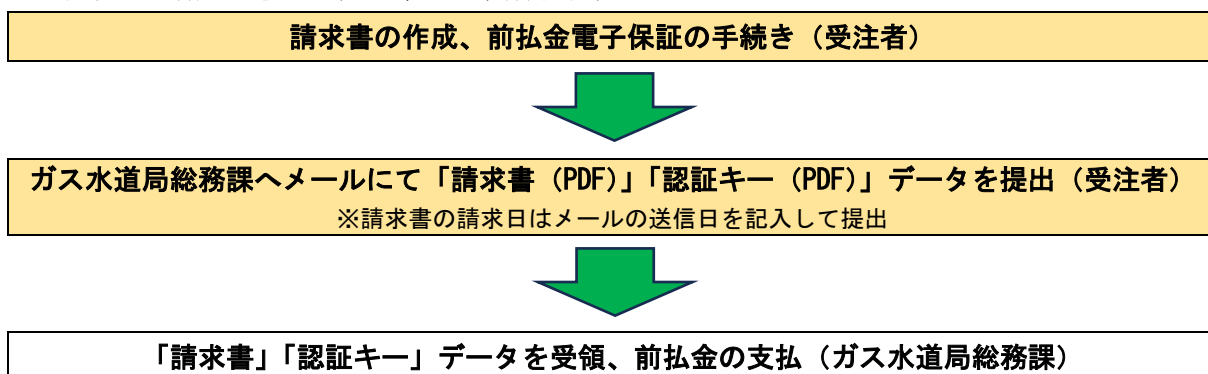 請求書の作成、前払金電子保証の手続き（受注者）
ガス水道局総務課へメールにて「請求書（PDF）」「認証キー（PDF）」データを提出（受注者）
※請求書の請求日はメールの送信日を記入して提出
「請求書」「認証キー」データを受領、前払金の支払（ガス水道局総務課）